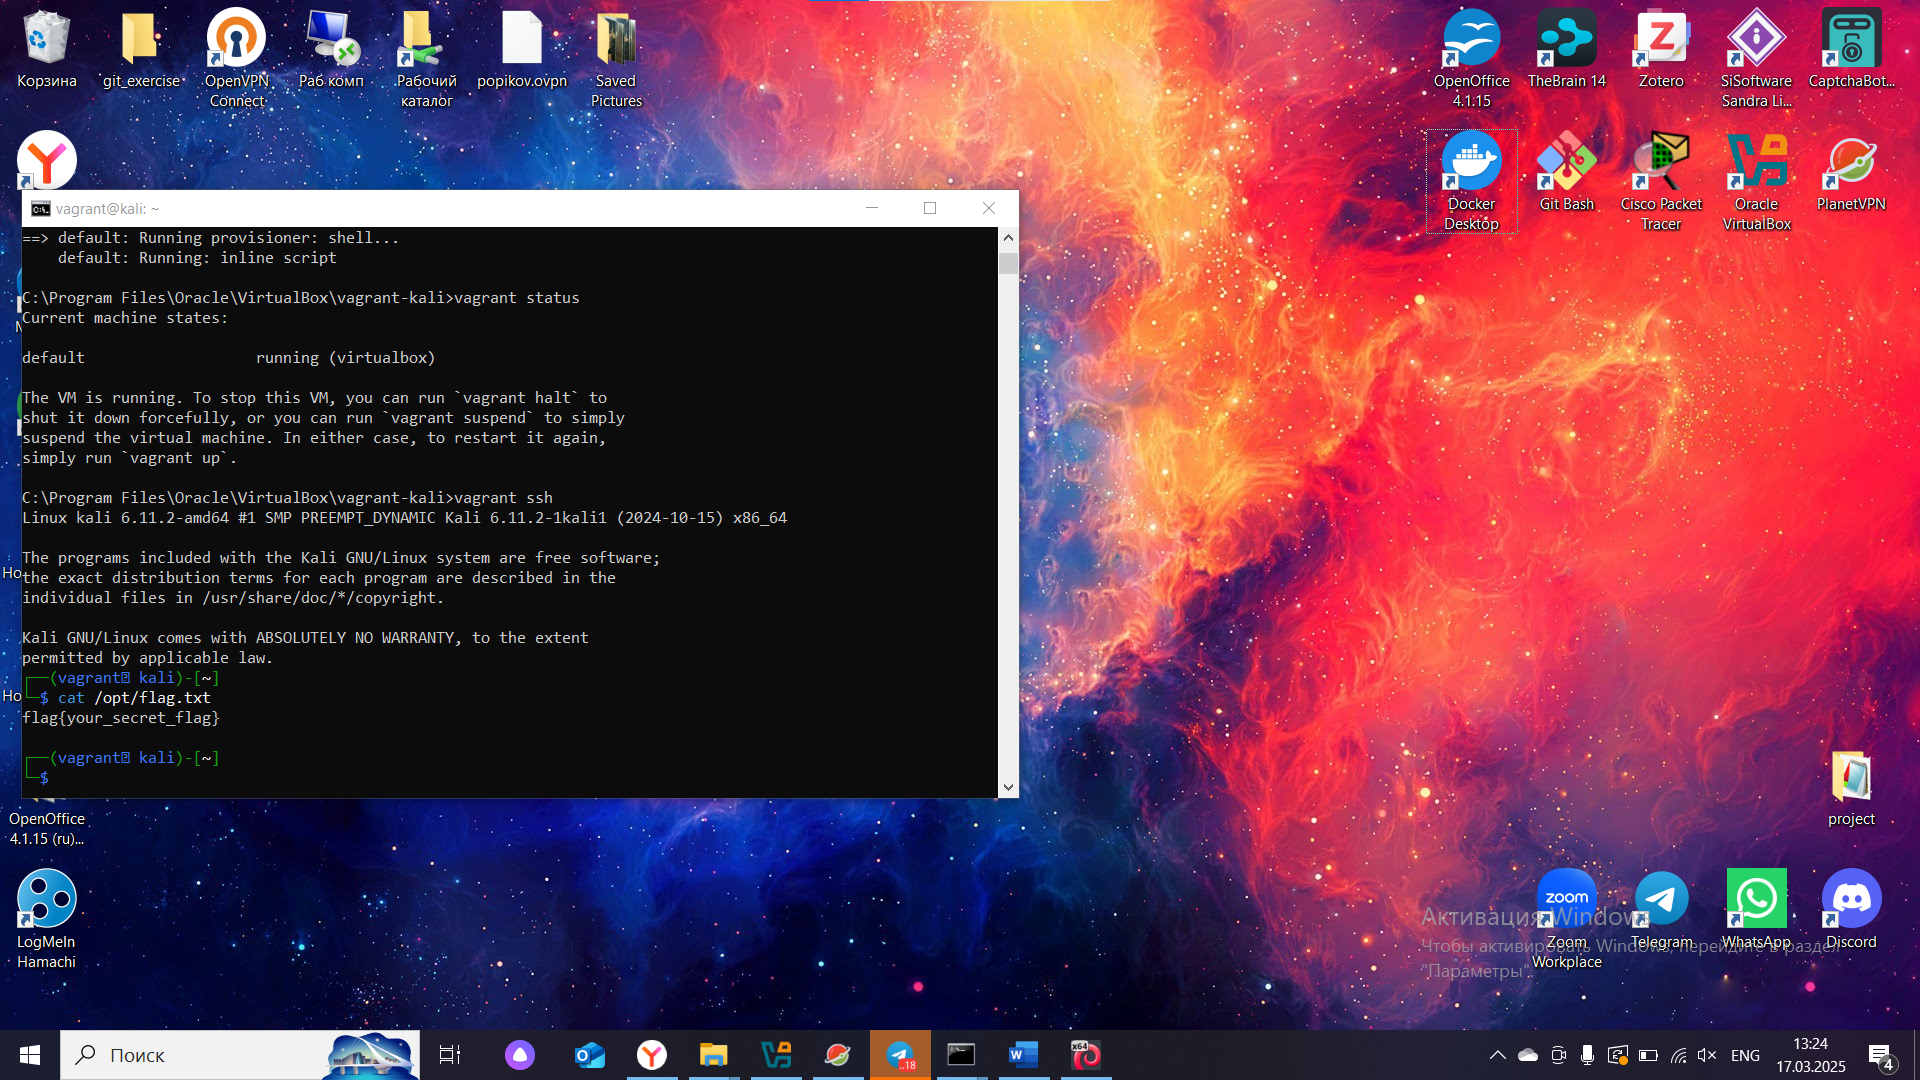 Корзина
git_exercise
OpenVPN
Connect
Раб комп
Рабочий
каталог
popikov.ovpn
Saved
Pictures
OpenOffice
4.1.15
TheBrain 14
Zotero
SiSoftware
Sandra Li...
CaptchaBot...
Docker
Desktop
Git Bash
Cisco Packet
Tracer
Oracle
VirtualBox
PlanetVPN
vagrant@kali: ~
==> default: Running provisioner: shell...
default: Running: inline script
C:\Program Files\Oracle\VirtualBox\vagrant-kali>vagrant status
Current machine states:
default                   running (virtualbox)
The VM is running. To stop this VM, you can run `vagrant halt` to
shut it down forcefully, or you can run `vagrant suspend` to simply
suspend the virtual machine. In either case, to restart it again,
simply run `vagrant up`.
C:\Program Files\Oracle\VirtualBox\vagrant-kali>vagrant ssh
Linux kali 6.11.2-amd64 #1 SMP PREEMPT_DYNAMIC Kali 6.11.2-1kali1 (2024-10-15) x86_64
The programs included with the Kali GNU/Linux system are free software;
the exact distribution terms for each program are described in the
individual files in /usr/share/doc/*/copyright.
Kali GNU/Linux comes with ABSOLUTELY NO WARRANTY, to the extent
permitted by applicable law.
┌──(vagrant⍰ kali)-[~]
└─$ cat /opt/flag.txt
flag{your_secret_flag}
┌──(vagrant⍰ kali)-[~]
└─$
Но
Но
OpenOffice
4.1.15 (ru)...
LogMeIn
Hamachi
project
zoom
Zoom
Workplace
Telegram
WhatsApp
Discord
Активация Windows
Чтобы активировать Windows, перейдите в раздел
"Параметры".
Поиск
..18
x64
ENG
13:24
17.03.2025
4